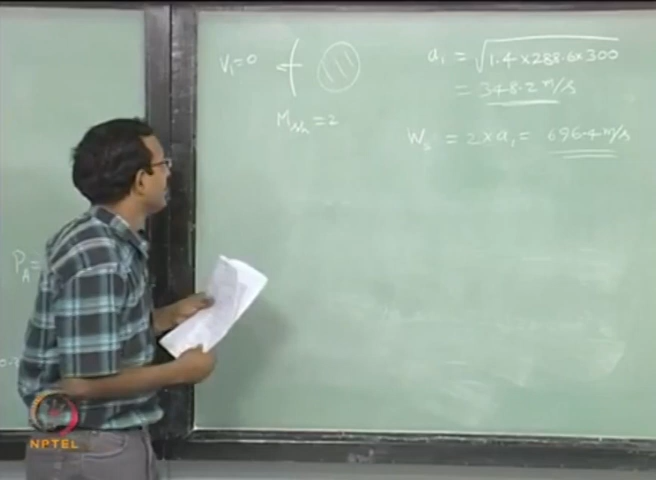 V₁=0
a₁ = √1.4×288.6×300
= 348.2 m/s
M_sh = 2
W_s = 2×a₁ = 696.4 m/s
P_A=
NPTEL